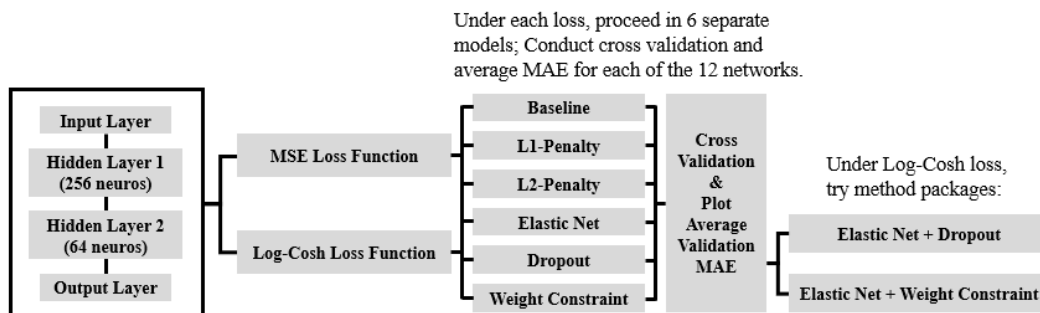 Under each loss, proceed in 6 separate
models; Conduct cross validation and
average MAE for each of the 12 networks.
Input Layer
Hidden Layer 1
(256 neuros)
Hidden Layer 2
(64 neuros)
Output Layer
MSE Loss Function
Log-Cosh Loss Function
Baseline
L1-Penalty
L2-Penalty
Elastic Net
Dropout
Weight Constraint
Cross
Validation
&
Plot
Average
Validation
MAE
Under Log-Cosh loss,
try method packages:
Elastic Net + Dropout
Elastic Net + Weight Constraint